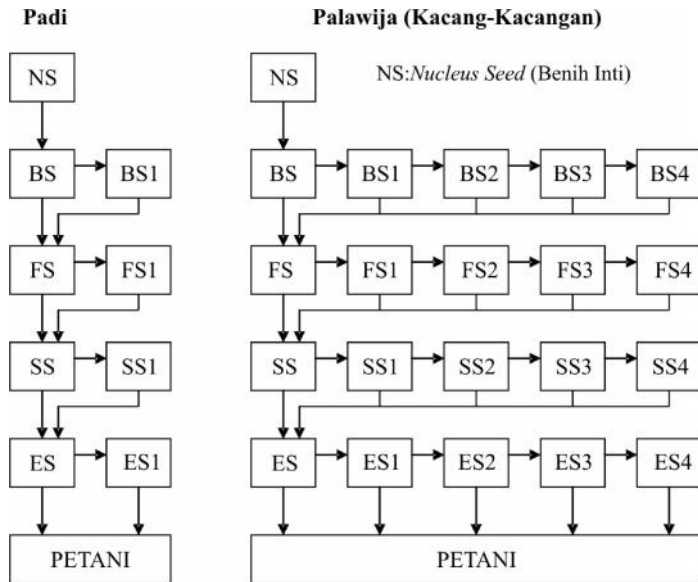 Padi
Palawija (Kacang-Kacangan)
NS
NS
NS:Nucleus Seed (Benih Inti)
BS
BS1
BS
BS1
BS2
BS3
BS4
FS
FS1
FS
FS1
FS2
FS3
FS4
SS
SS1
SS
SS1
SS2
SS3
SS4
ES
ES1
ES
ES1
ES2
ES3
ES4
PETANI
PETANI